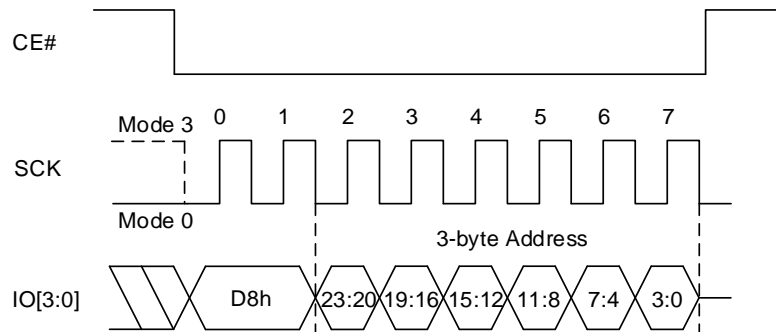 CE#
Mode 3 0 1 2 3 4 5 6 7
SCK
Mode 0
3-byte Address
IO[3:0] D8h 23:20 19:16 15:12 11:8 7:4 3:0